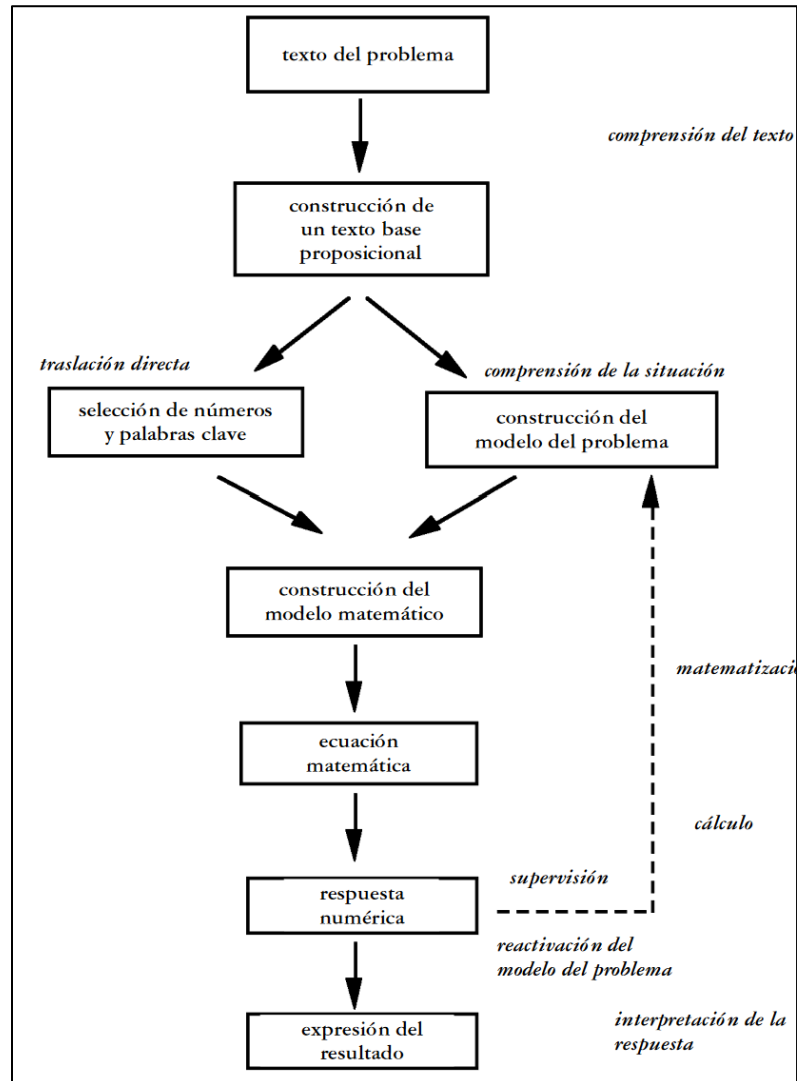 texto del problema
comprensión del texto
construcción de
un texto base
proposicional
traslación directa
comprensión de la situación
selección de números
y palabras clave
construcción del
modelo del problema
construcción del
modelo matemático
matematizació
ecuación
matemática
cálculo
supervisión
respuesta
numérica
reactivación del
modelo del problema
interpretación de la
respuesta
expresión del
resultado